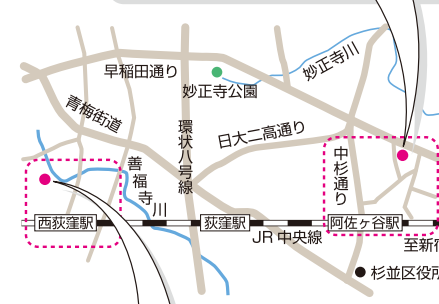 早稲田通り
妙正寺川
妙正寺公園
青梅街道
環状八号線
日大二高通り
中杉通り
善福寺川
西荻窪駅
荻窪駅
阿佐ヶ谷駅
JR中央線
至新宿
杉並区役所